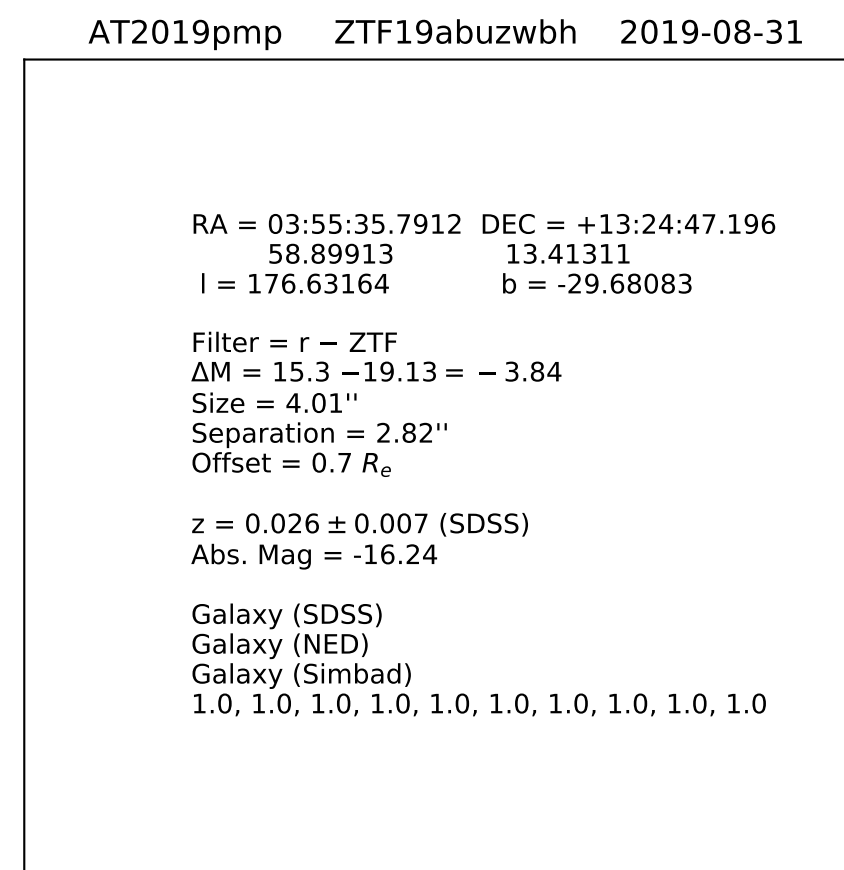 AT2019pmp ZTF19abuzwbh 2019-08-31
RA = 03:55:35.7912 DEC = +13:24:47.196
58.89913 13.41311
l = 176.63164 b = -29.68083
Filter = r − ZTF
ΔM = 15.3 −19.13 = − 3.84
Size = 4.01''
Separation = 2.82''
Offset = 0.7 Rₑ
z = 0.026 ± 0.007 (SDSS)
Abs. Mag = -16.24
Galaxy (SDSS)
Galaxy (NED)
Galaxy (Simbad)
1.0, 1.0, 1.0, 1.0, 1.0, 1.0, 1.0, 1.0, 1.0, 1.0